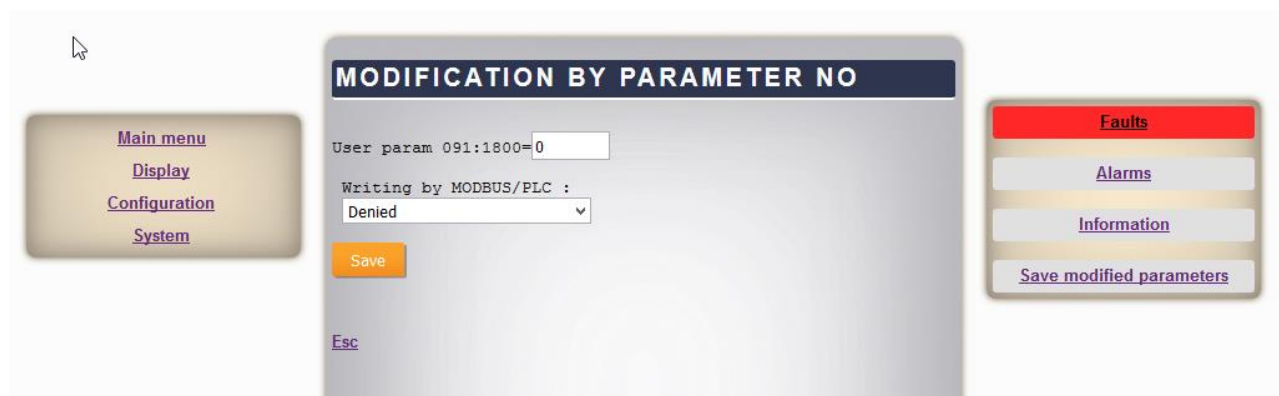 MODIFICATION BY PARAMETER NO
Main menu
Display
Configuration
System
User param 091:1800=0
Writing by MODBUS/PLC :
Denied
Save
Esc
Faults
Alarms
Information
Save modified parameters